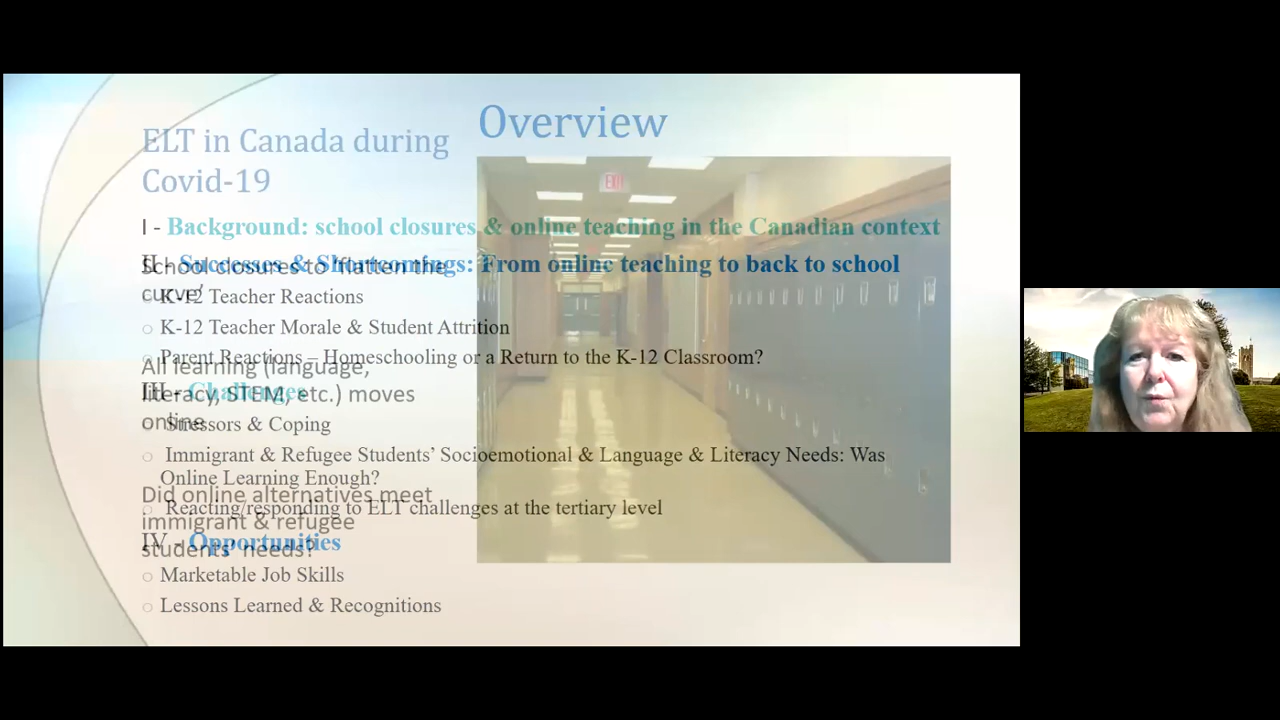 Overview
I - Background: school closures & online teaching in the Canadian context
II - Successes & Shortcomings: From online teaching to back to school
○ K-12 Teacher Reactions
○ K-12 Teacher Morale & Student Attrition
○ Parent Reactions – Homeschooling or a Return to the K-12 Classroom?
III - Challenges
○ Stressors & Coping
○ Immigrant & Refugee Students’ Socioemotional & Language & Literacy Needs: Was
Online Learning Enough?
○ Reacting/responding to ELT challenges at the tertiary level
IV - Opportunities
○ Marketable Job Skills
○ Lessons Learned & Recognitions
ELT in Canada during
Covid-19
School closures to ‘flatten the
curve’
All learning (language,
literacy, STEM, etc.) moves
online
Did online alternatives meet
immigrant & refugee
students’ needs?
EXIT